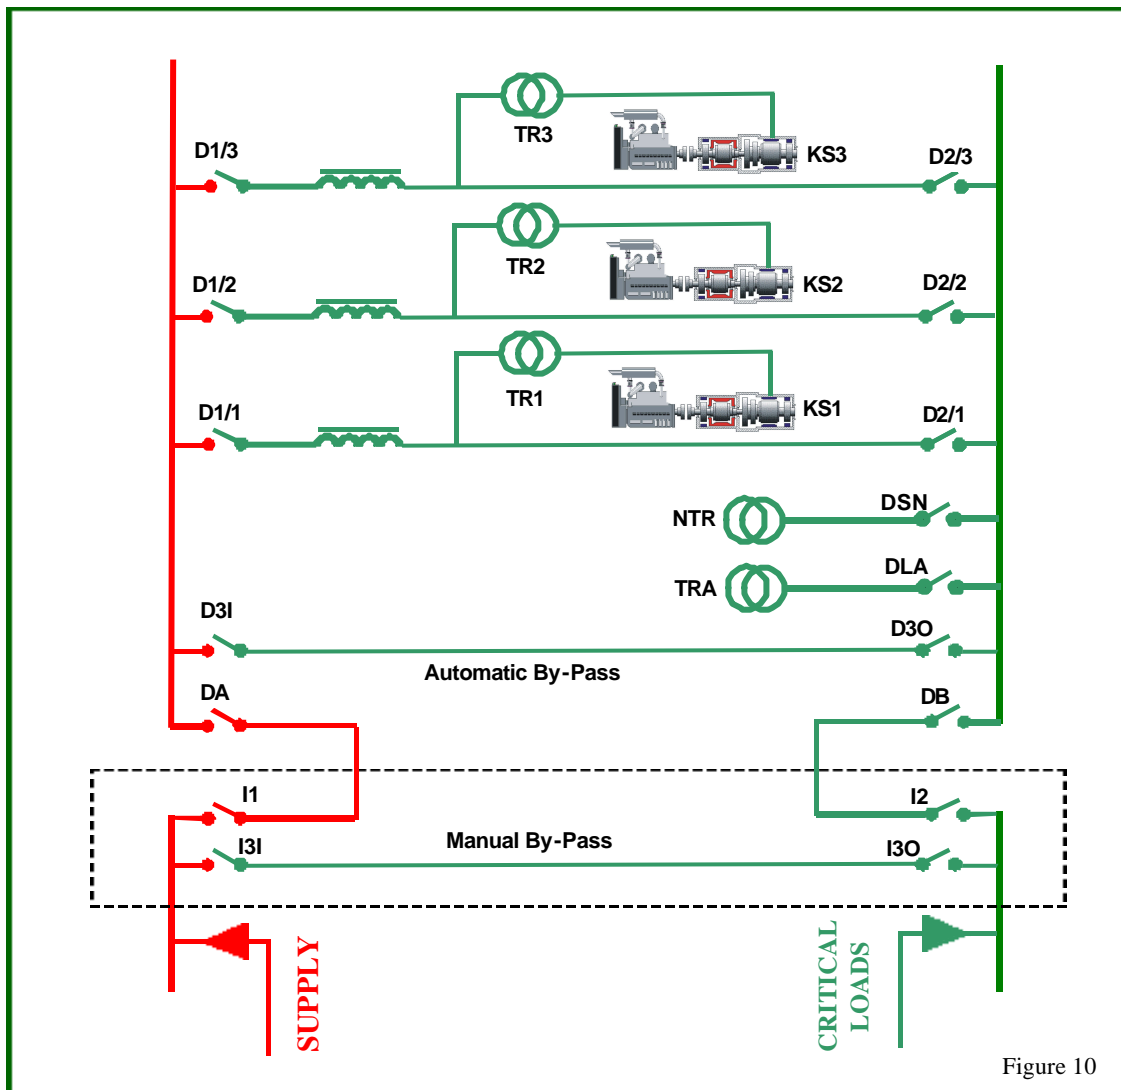 TR3
KS3
D1/3
D2/3
TR2
KS2
D1/2
D2/2
TR1
KS1
D1/1
D2/1
NTR
DSN
TRA
DLA
D3I
D3O
Automatic By-Pass
DA
DB
I1
I2
Manual By-Pass
I3I
I3O
SUPPLY
CRITICAL
LOADS
Figure 10